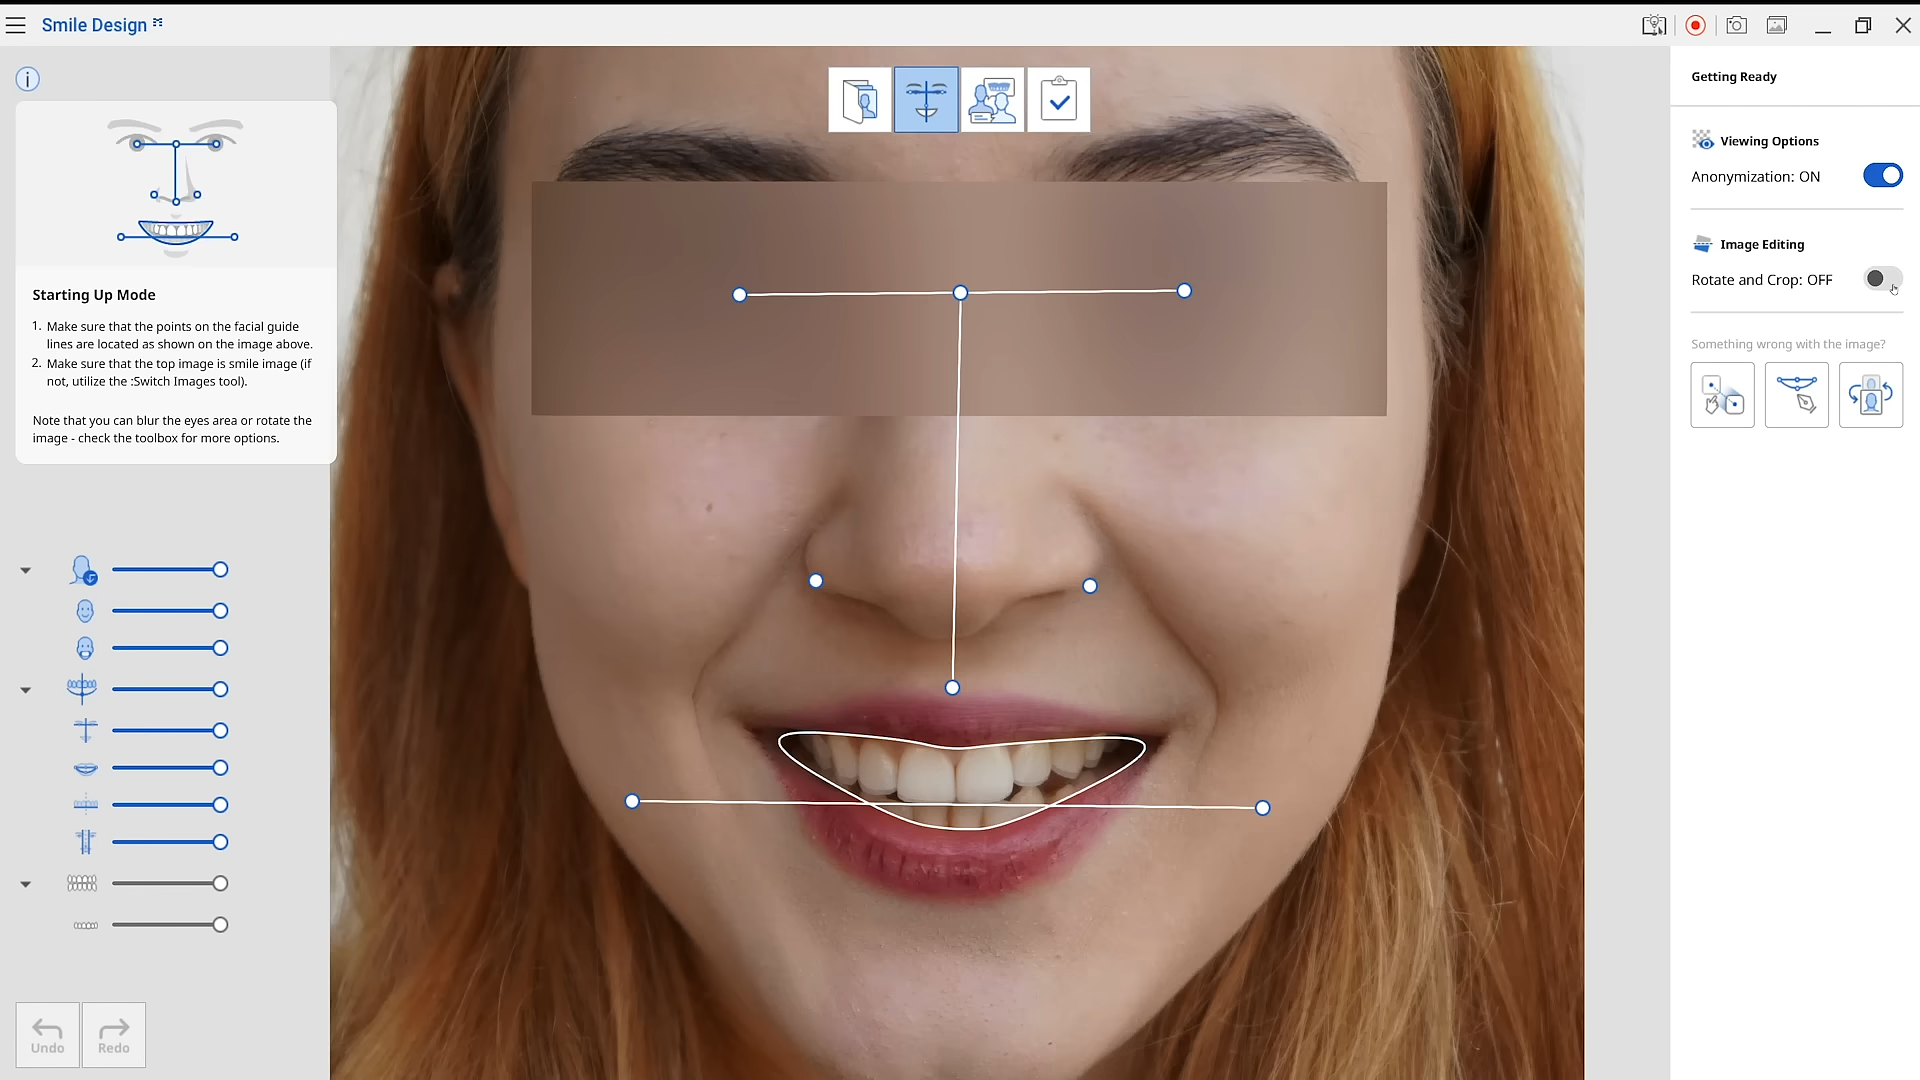 Smile Design
Getting Ready
Viewing Options
Anonymization: ON
Image Editing
Rotate and Crop: OFF
Something wrong with the image?
Starting Up Mode
1. Make sure that the points on the facial guide
lines are located as shown on the image above.
2. Make sure that the top image is smile image (if
not, utilize the :Switch Images tool).
Note that you can blur the eyes area or rotate the
image - check the toolbox for more options.
Undo
Redo